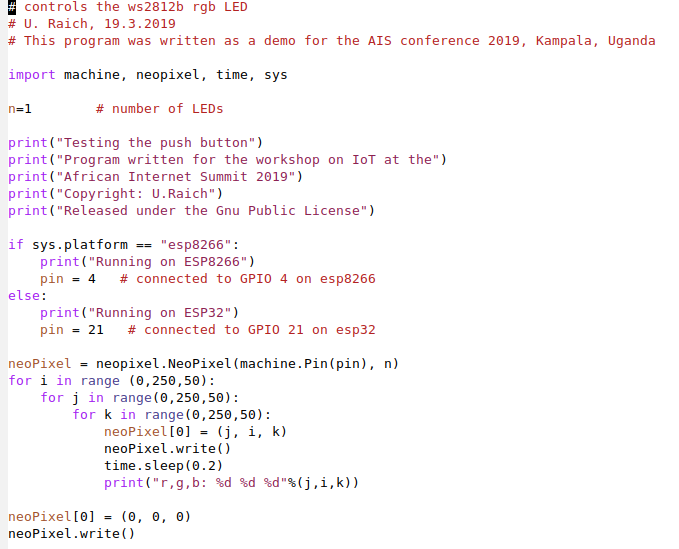 # controls the ws2812b rgb LED
# U. Raich, 19.3.2019
# This program was written as a demo for the AIS conference 2019, Kampala, Uganda

import machine, neopixel, time, sys

n=1        # number of LEDs

print("Testing the push button")
print("Program written for the workshop on IoT at the")
print("African Internet Summit 2019")
print("Copyright: U.Raich")
print("Released under the Gnu Public License")

if sys.platform == "esp8266":
    print("Running on ESP8266")
    pin = 4   # connected to GPIO 4 on esp8266
else:
    print("Running on ESP32")
    pin = 21   # connected to GPIO 21 on esp32

neoPixel = neopixel.NeoPixel(machine.Pin(pin), n)
for i in range (0,250,50):
    for j in range(0,250,50):
        for k in range(0,250,50):
            neoPixel[0] = (j, i, k)
            neoPixel.write()
            time.sleep(0.2)
            print("r,g,b: %d %d %d"%(j,i,k))

neoPixel[0] = (0, 0, 0)
neoPixel.write()